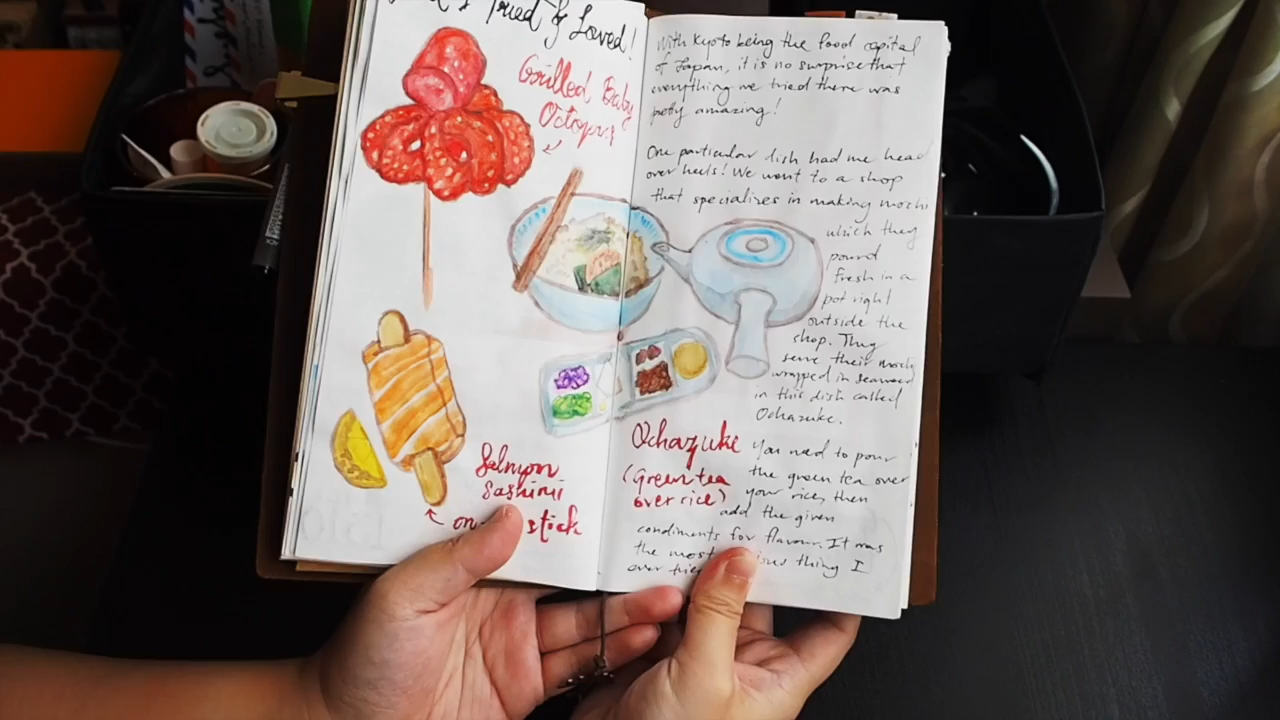 Tried & Loved!
Grilled Baby
Octopus
Salmon
Sashimi
on stick
With Kyoto being the food capital
of Japan, it is no surprise that
everything we tried there was
pretty amazing!
One particular dish had me head
over heels! We went to a shop
that specializes in making mochi
which they
pound
fresh in a
pot right
outside the
shop. They
serve their mochi
wrapped in seaweed
in this dish called
Ochazuke.
Ochazuke
(Green tea
over rice)
You need to pour
the green tea over
your rice, then
add the given
condiments for flavour. It was
the most thing I
ever